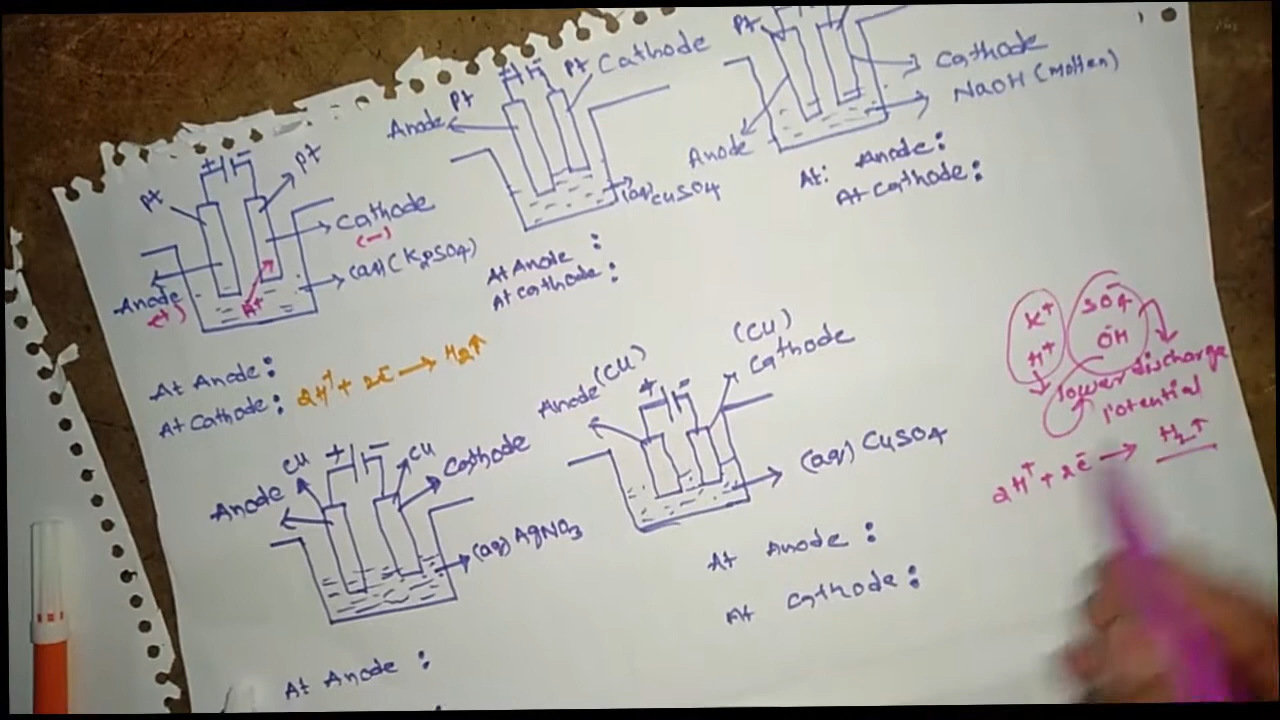 Pt
Cathode
NaOH (molten)
Anode
At: Anode:
At Cathode:
+ -
Pt Cathode
Pt
Anode
(aq) CuSO4
At Anode :
At Cathode :
+ -
Pt
Pt
Cathode
(-)
(aq) (K2SO4)
Anode
(+)
A+
At Anode :
At Cathode : 2H+ + 2e- → H2↑
K+ SO4-
H+ OH-
lower discharge
potential
2H+ + 2e- → H2↑
(Cu)
Cathode
Anode (Cu)
+ -
(aq) CuSO4
At Anode :
At Cathode :
+ -
Cu
Cu
Cathode
Anode
(aq) AgNO3
At Anode :